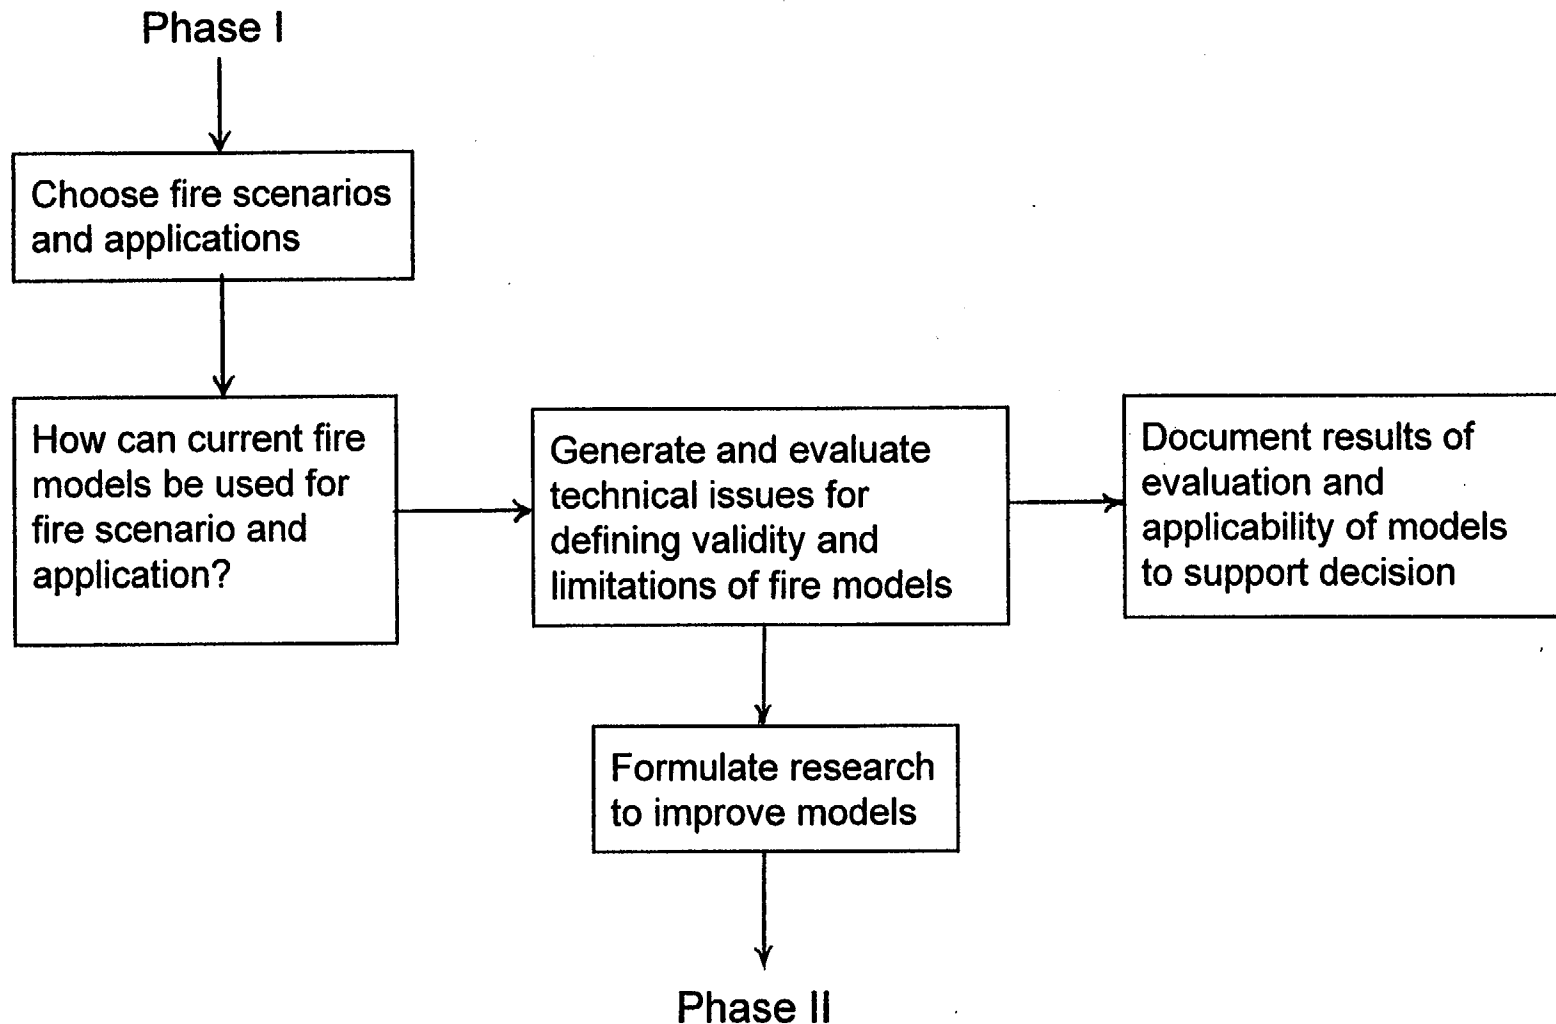 Phase I
Choose fire scenarios
and applications
How can current fire
models be used for
fire scenario and
application?
Generate and evaluate
technical issues for
defining validity and
limitations of fire models
Document results of
evaluation and
applicability of models
to support decision
Formulate research
to improve models
Phase II